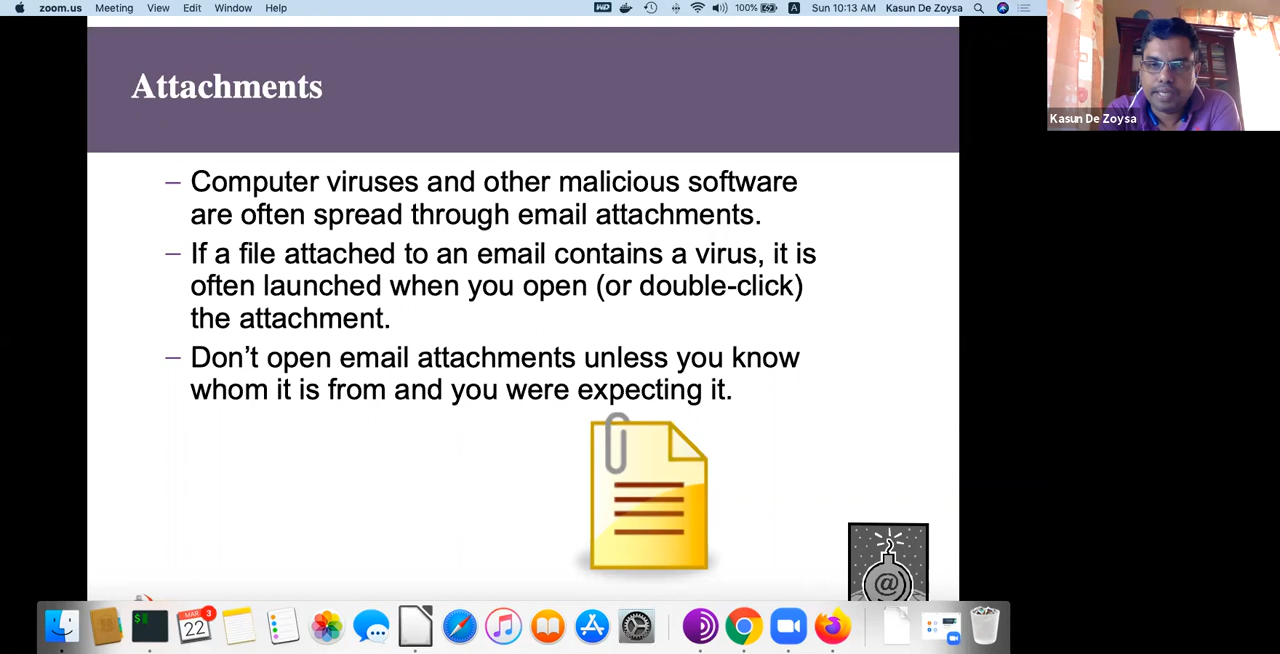 zoom.us Meeting View Edit Window Help WD 100% A Sun 10:13 AM Kasun De Zoysa
Kasun De Zoysa
Attachments
– Computer viruses and other malicious software
are often spread through email attachments.
– If a file attached to an email contains a virus, it is
often launched when you open (or double-click)
the attachment.
– Don’t open email attachments unless you know
whom it is from and you were expecting it.
@
$
MAR 3
22